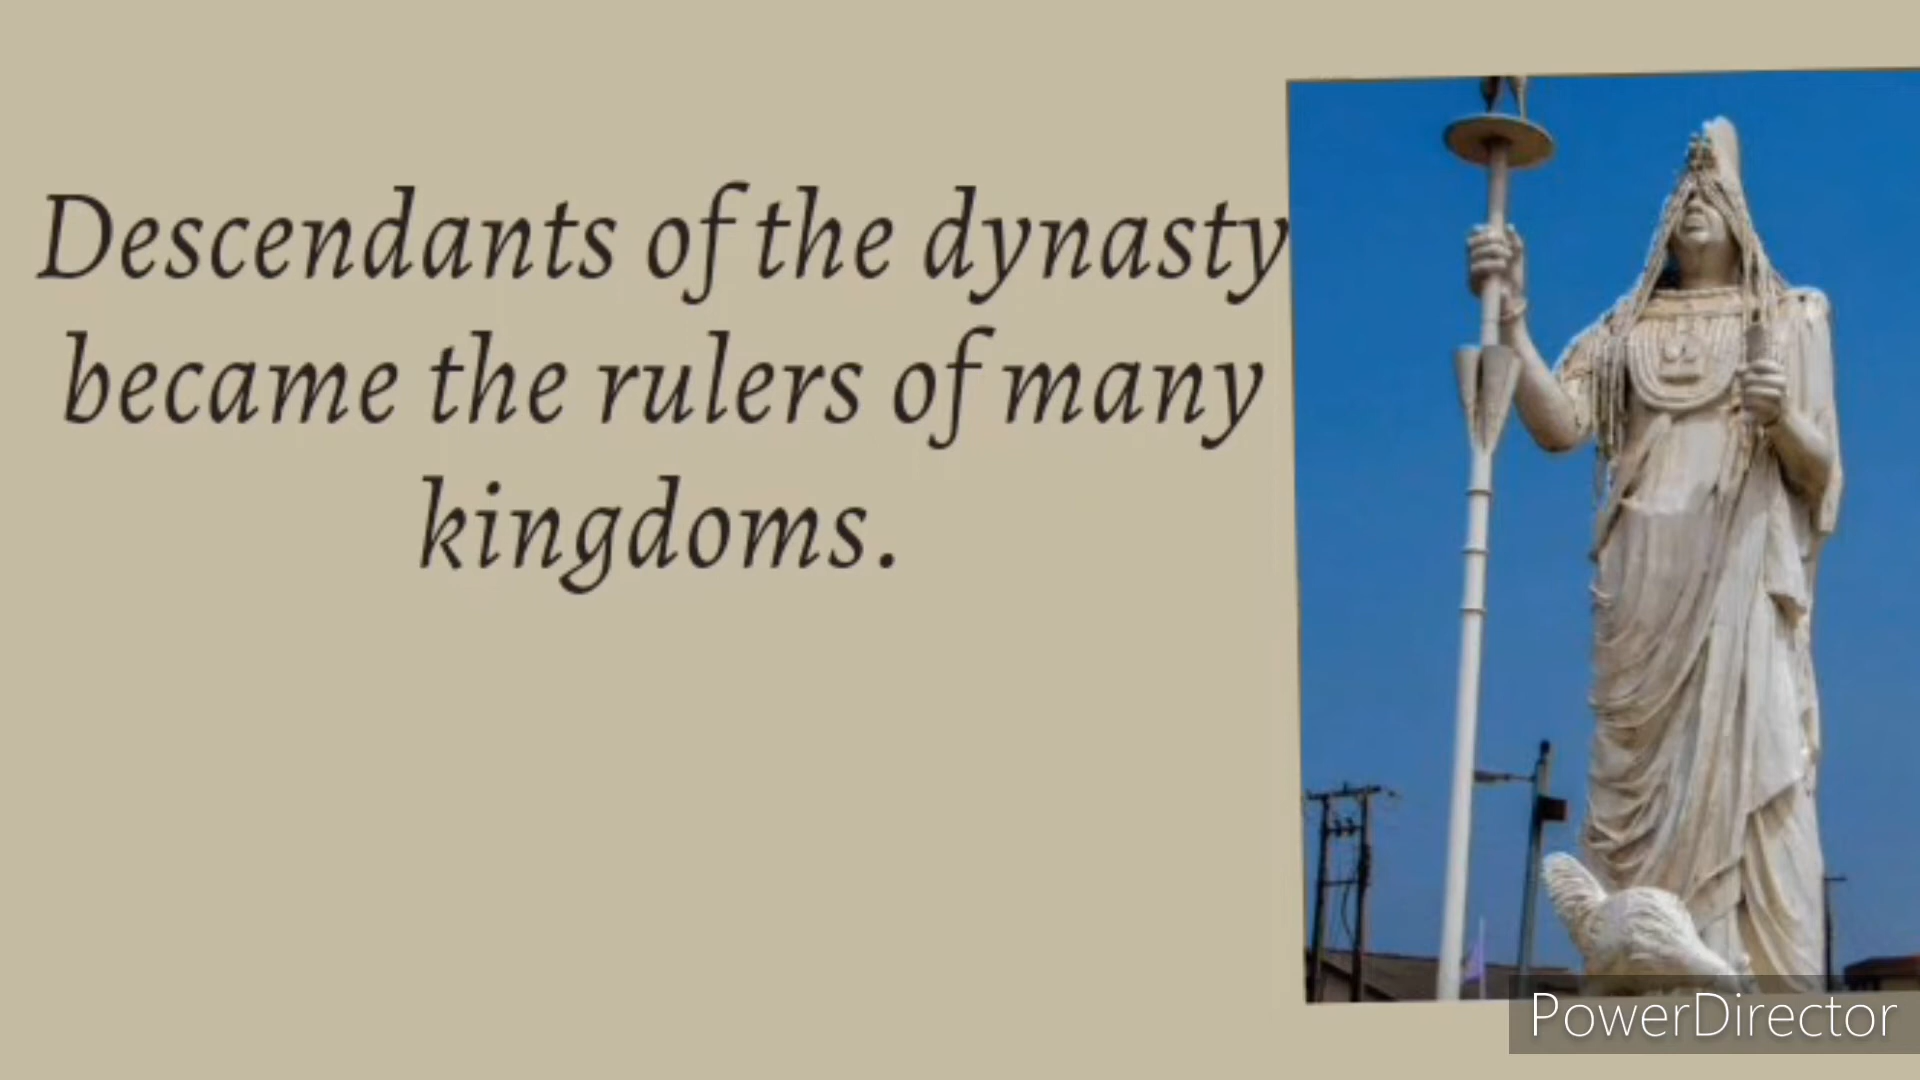 Descendants of the dynasty
became the rulers of many
kingdoms.
PowerDirector